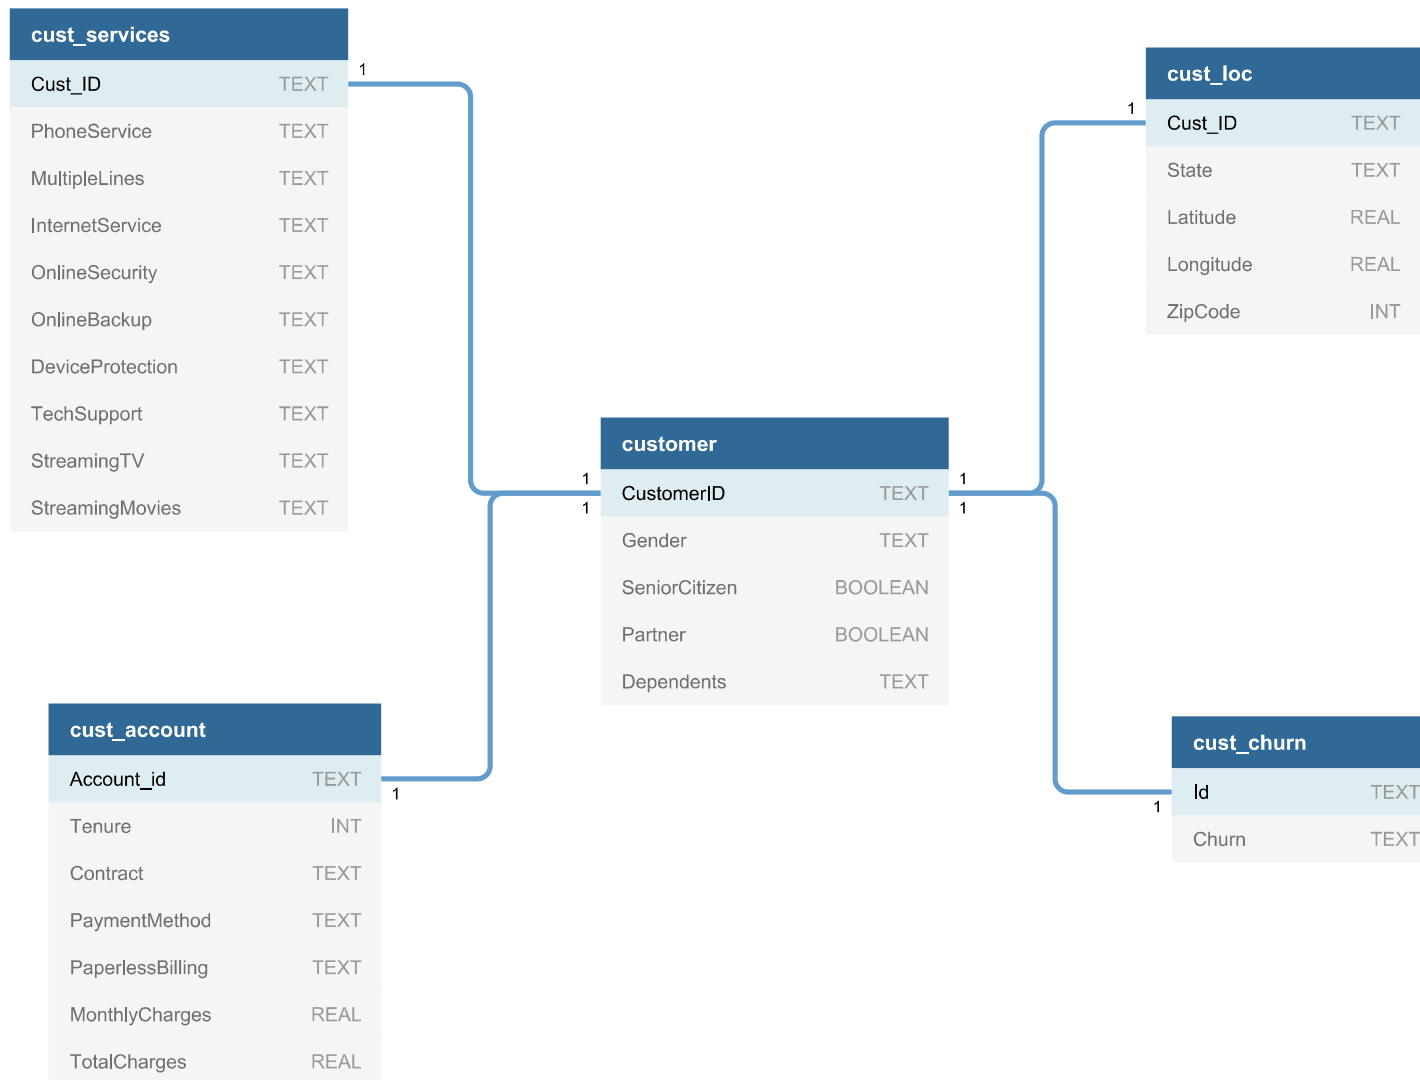 cust_services
Cust_ID TEXT
PhoneService TEXT
MultipleLines TEXT
InternetService TEXT
OnlineSecurity TEXT
OnlineBackup TEXT
DeviceProtection TEXT
TechSupport TEXT
StreamingTV TEXT
StreamingMovies TEXT
1
cust_loc
Cust_ID TEXT
State TEXT
Latitude REAL
Longitude REAL
ZipCode INT
1
customer
CustomerID TEXT
Gender TEXT
SeniorCitizen BOOLEAN
Partner BOOLEAN
Dependents TEXT
1
1
1
1
cust_account
Account_id TEXT
Tenure INT
Contract TEXT
PaymentMethod TEXT
PaperlessBilling TEXT
MonthlyCharges REAL
TotalCharges REAL
1
cust_churn
Id TEXT
Churn TEXT
1